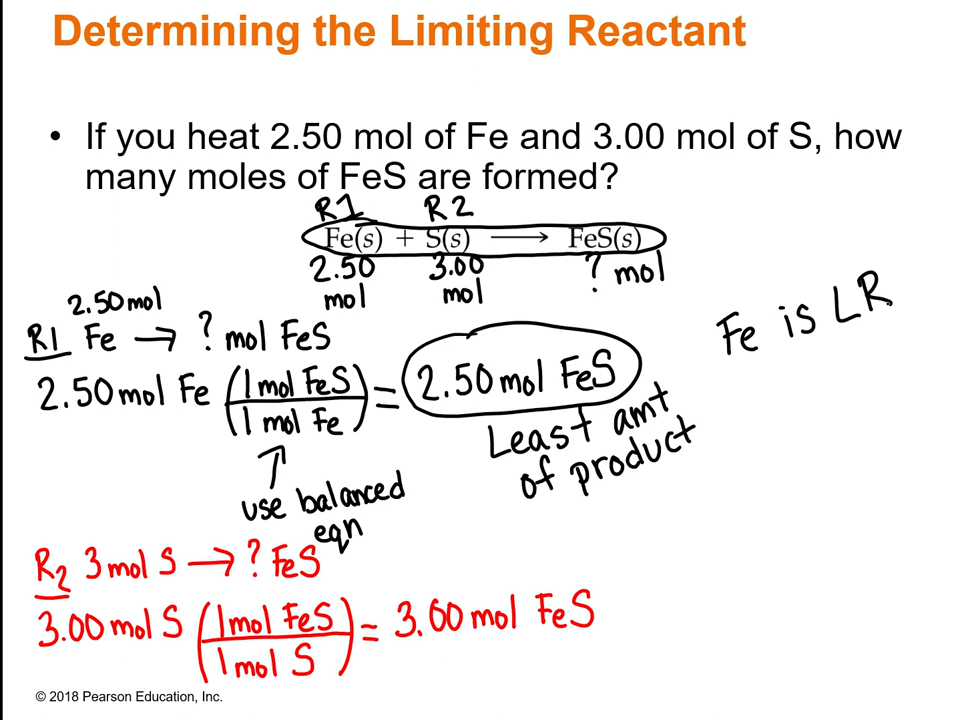 Determining the Limiting Reactant
• If you heat 2.50 mol of Fe and 3.00 mol of S, how
many moles of FeS are formed?
R1 R2
Fe(s) + S(s) ⟶ FeS(s)
2.50 3.00 ? mol
mol mol
2.50 mol
R1 Fe → ? mol FeS
Fe is LR
2.50 mol Fe (1 mol FeS / 1 mol Fe) = 2.50 mol FeS
Least amt
of product
↑
use balanced
eqn
R2 3 mol S → ? FeS
3.00 mol S (1 mol FeS / 1 mol S) = 3.00 mol FeS
© 2018 Pearson Education, Inc.